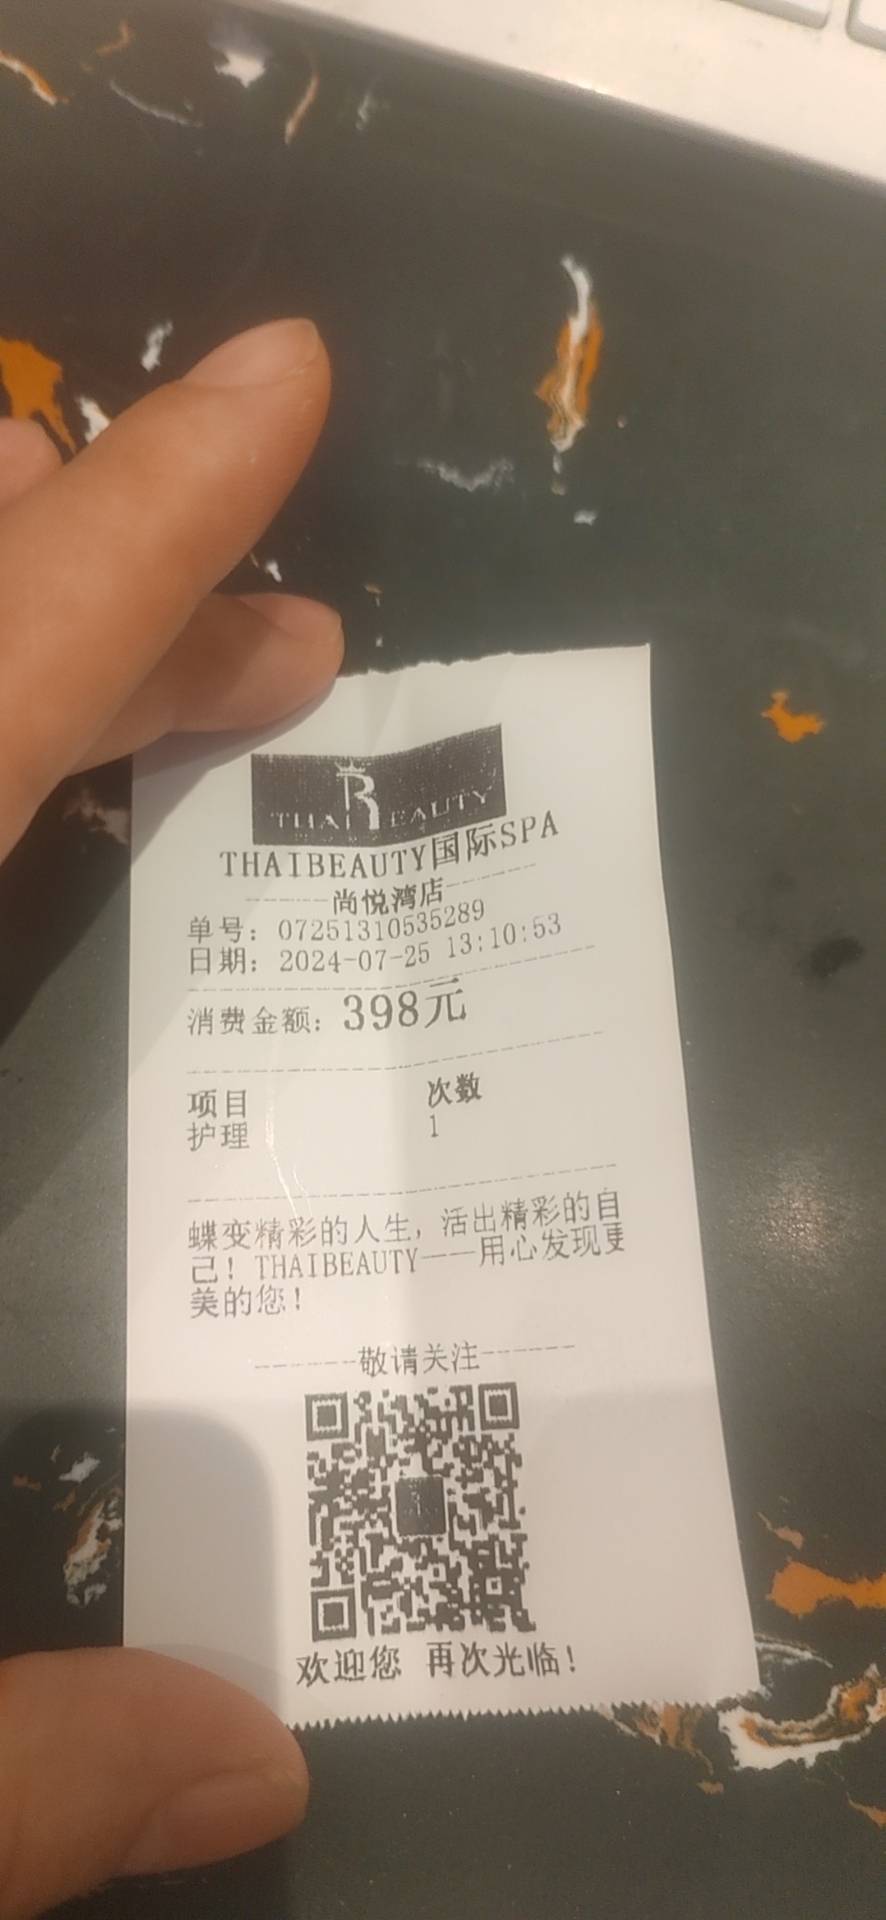 THAI BEAUTY
THAIBEAUTY国际SPA
------尚悦湾店------
单号：07251310535289
日期：2024-07-25 13:10:53
消费金额：398元
项目 次数
护理 1
蝶变精彩的人生，活出精彩的自
己！THAIBEAUTY——用心发现更
美的您！
------敬请关注------
欢迎您 再次光临！